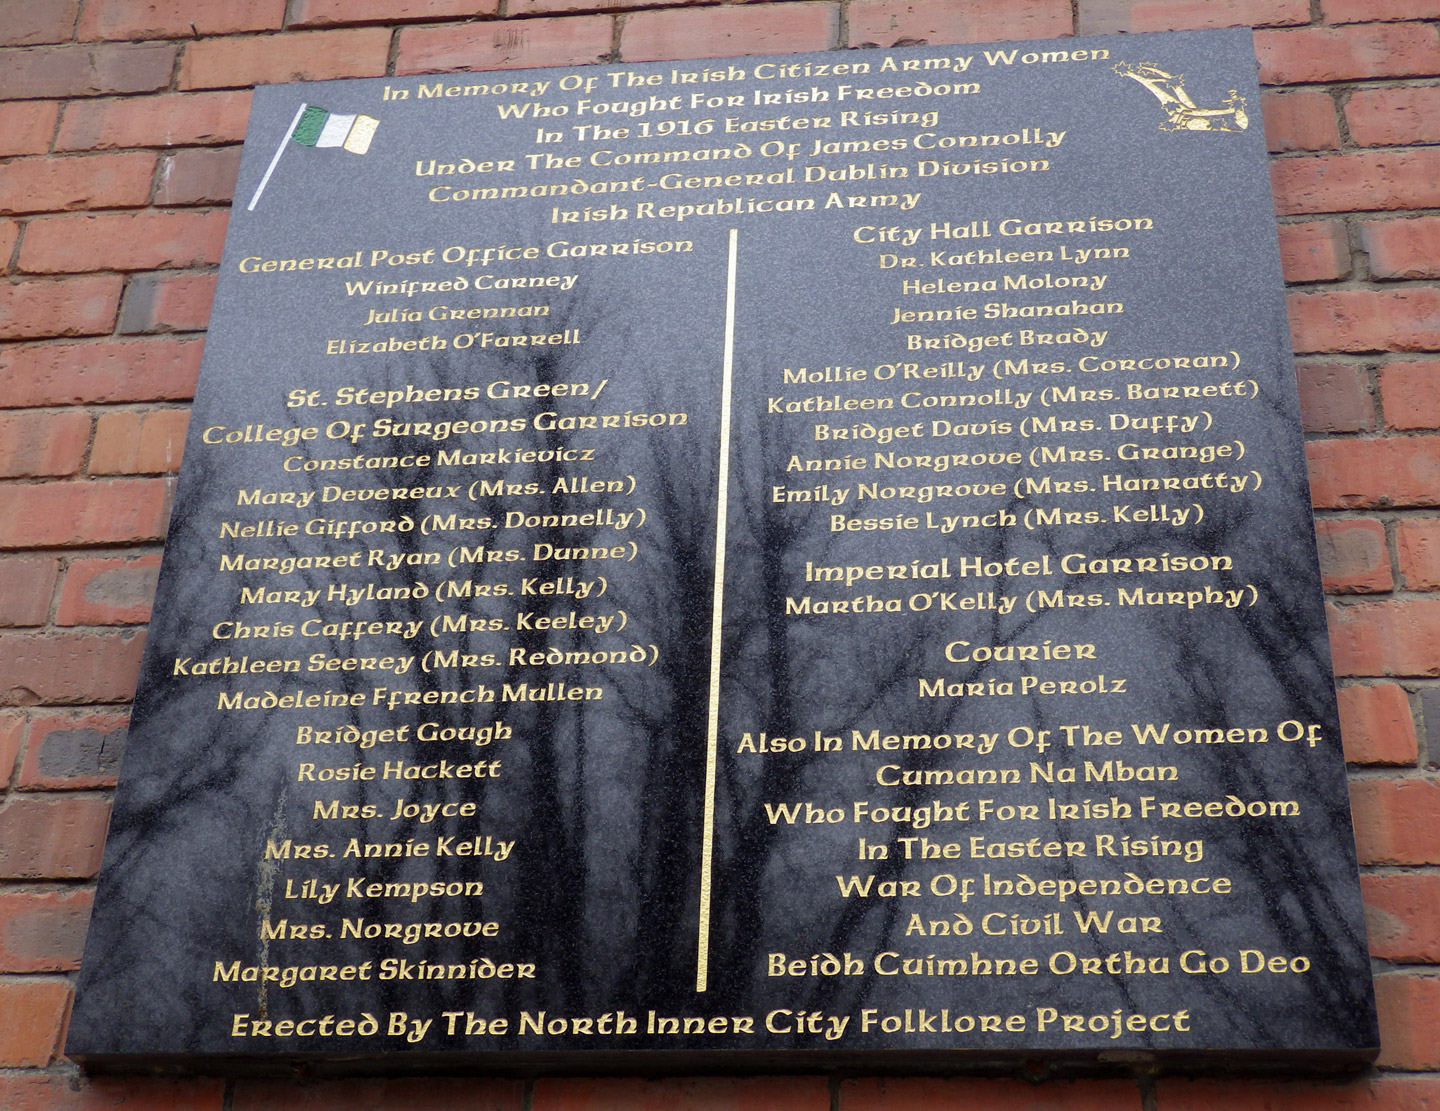 In Memory Of The Irish Citizen Army Women
Who Fought For Irish Freedom
In The 1916 Easter Rising
Under The Command Of James Connolly
Commandant-General Dublin Division
Irish Republican Army
General Post Office Garrison
Winifred Carney
Julia Grennan
Elizabeth O'Farrell
St. Stephens Green/
College Of Surgeons Garrison
Constance Markievicz
Mary Devereux (Mrs. Allen)
Nellie Gifford (Mrs. Donnelly)
Margaret Ryan (Mrs. Dunne)
Mary Hyland (Mrs. Kelly)
Chris Caffery (Mrs. Keeley)
Kathleen Seerey (Mrs. Redmond)
Madeleine Ffrench Mullen
Bridget Gough
Rosie Hackett
Mrs. Joyce
Mrs. Annie Kelly
Lily Kempson
Mrs. Norgrove
Margaret Skinnider
City Hall Garrison
Dr. Kathleen Lynn
Helena Molony
Jennie Shanahan
Bridget Brady
Mollie O'Reilly (Mrs. Corcoran)
Kathleen Connolly (Mrs. Barrett)
Bridget Davis (Mrs. Duffy)
Annie Norgrove (Mrs. Grange)
Emily Norgrove (Mrs. Hanratty)
Bessie Lynch (Mrs. Kelly)
Imperial Hotel Garrison
Martha O'Kelly (Mrs. Murphy)
Courier
Maria Perolz
Also In Memory Of The Women Of
Cumann Na Mban
Who Fought For Irish Freedom
In The Easter Rising
War Of Independence
And Civil War
Beidh Cuimhne Orthu Go Deo
Erected By The North Inner City Folklore Project